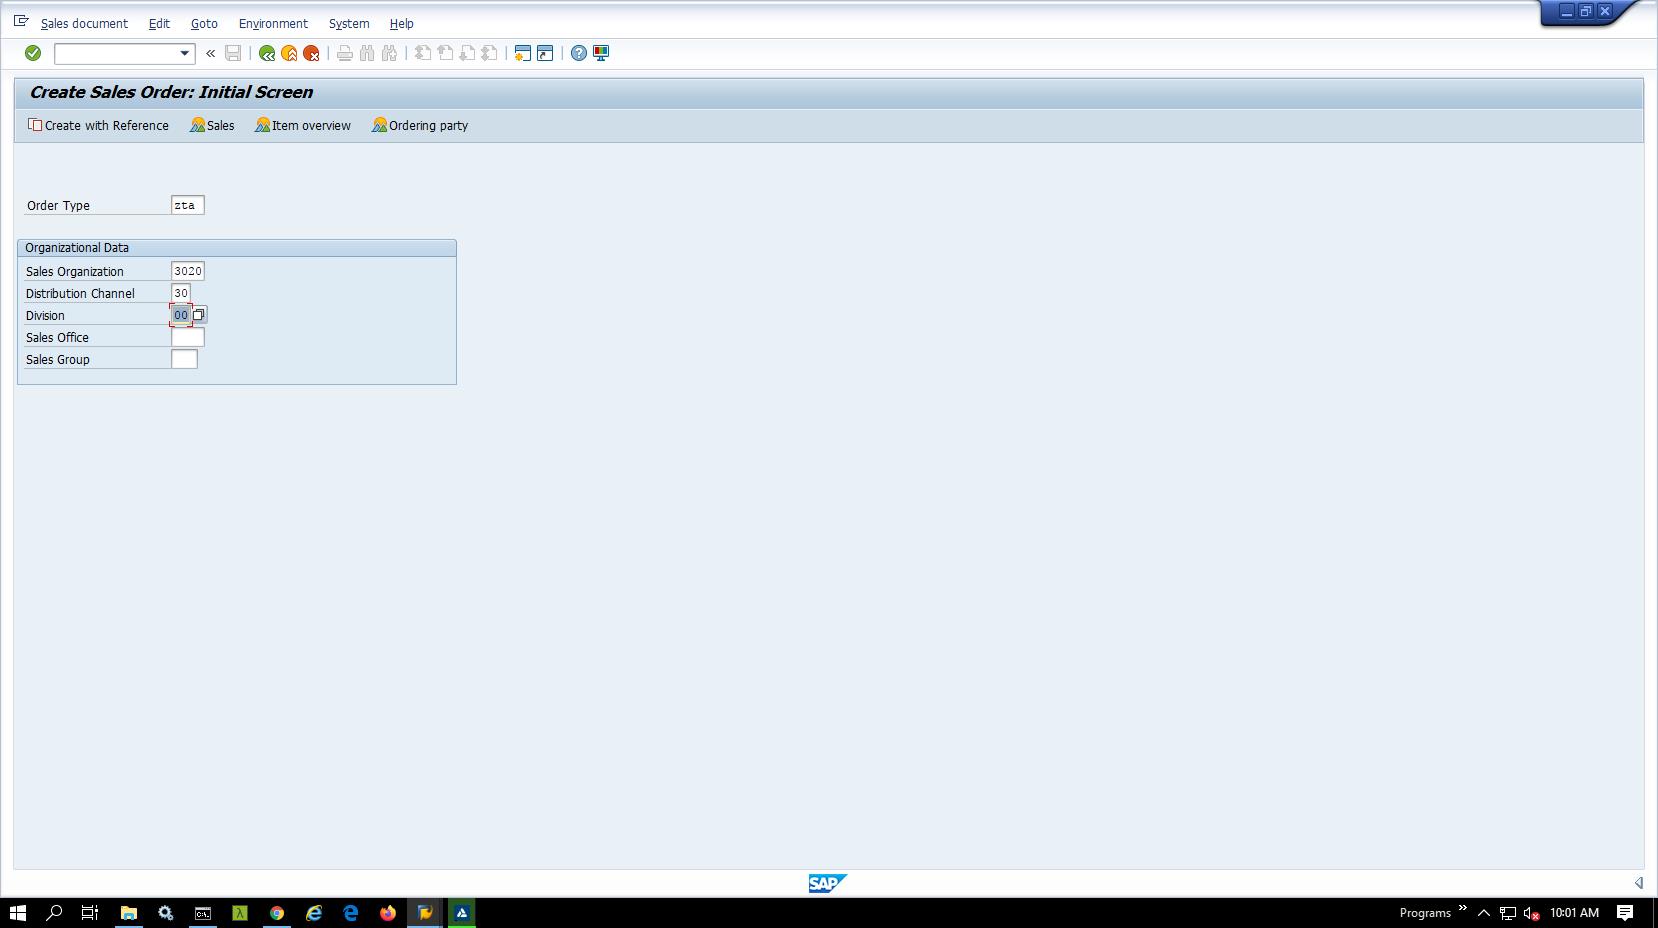 Sales document Edit Goto Environment System Help
Create Sales Order: Initial Screen
Create with Reference Sales Item overview Ordering party
Order Type zta
Organizational Data
Sales Organization 3020
Distribution Channel 30
Division 00
Sales Office
Sales Group
SAP
Programs 10:01 AM